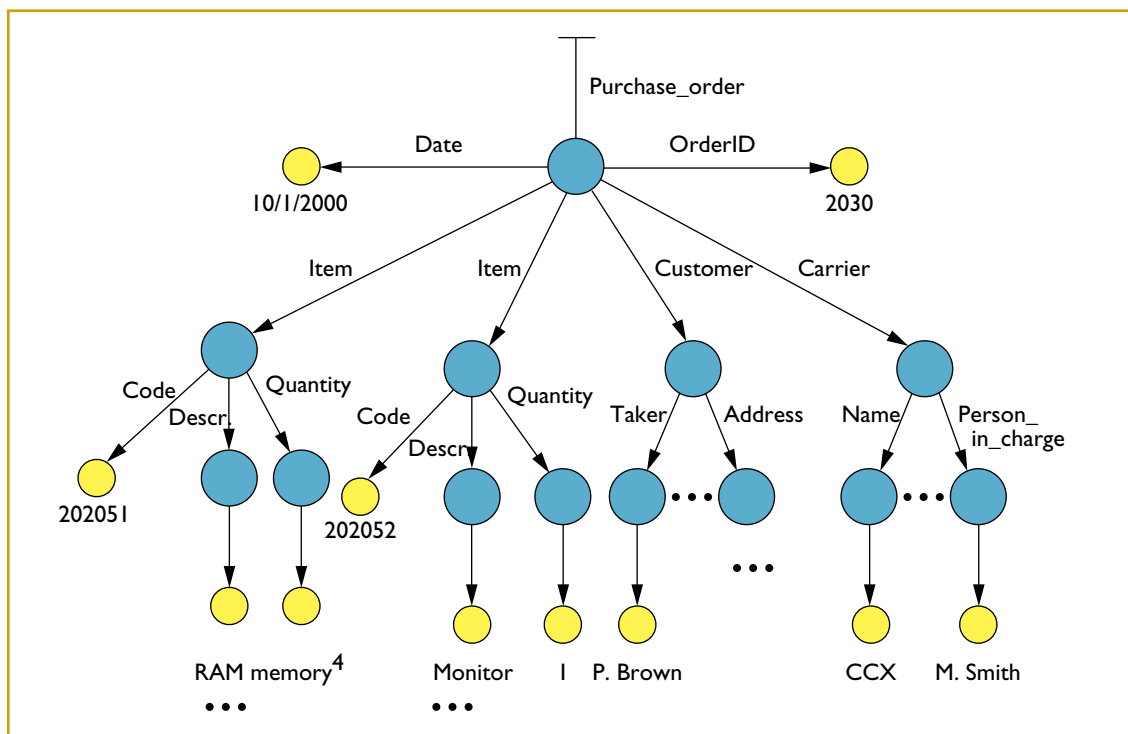 Purchase_order
Date
OrderID
10/1/2000
2030
Item
Item
Customer
Carrier
Code
Descr.
Quantity
Code
Descr.
Quantity
Taker
Address
Name
Person_
in_charge
202051
202052
RAM memory
4
Monitor
1
P. Brown
CCX
M. Smith